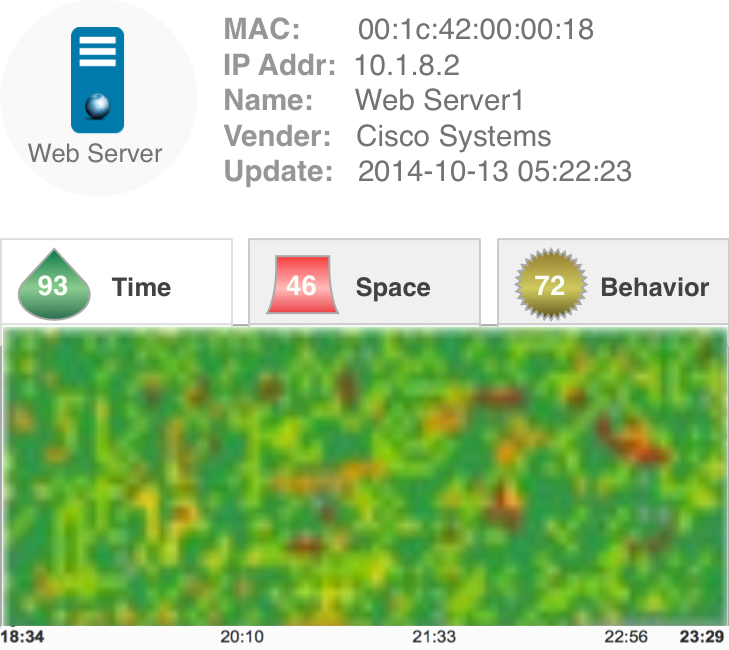 MAC: 00:1c:42:00:00:18
IP Addr: 10.1.8.2
Name: Web Server1
Vender: Cisco Systems
Update: 2014-10-13 05:22:23
Web Server
93 Time
46 Space
72 Behavior
18:34 20:10 21:33 22:56 23:29